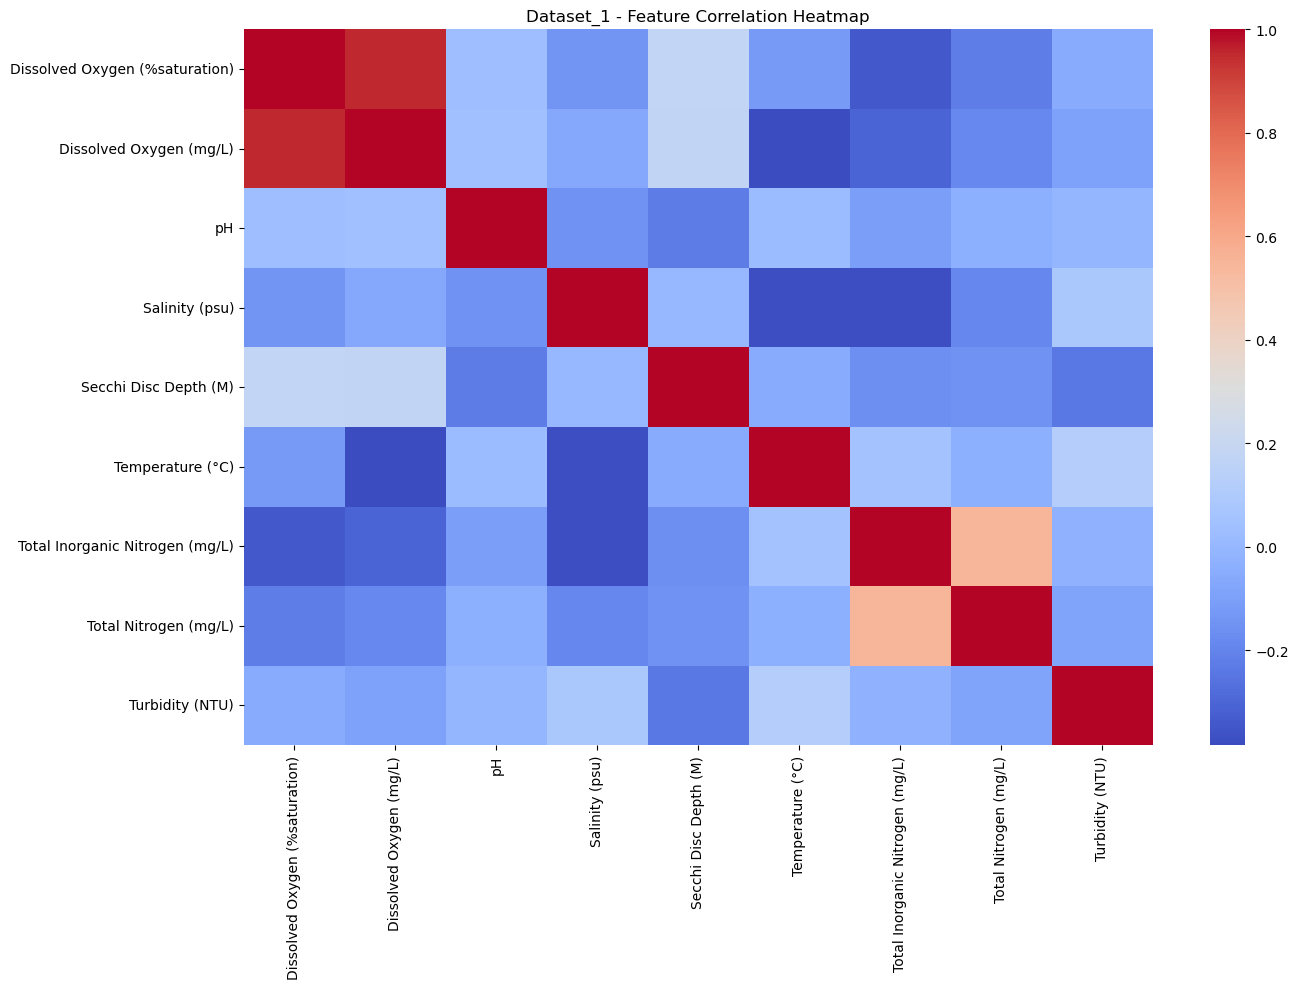 Dataset_1 - Feature Correlation Heatmap
Dissolved Oxygen (%saturation)
Dissolved Oxygen (mg/L)
pH
Salinity (psu)
Secchi Disc Depth (M)
Temperature (°C)
Total Inorganic Nitrogen (mg/L)
Total Nitrogen (mg/L)
Turbidity (NTU)
Dissolved Oxygen (%saturation)
Dissolved Oxygen (mg/L)
pH
Salinity (psu)
Secchi Disc Depth (M)
Temperature (°C)
Total Inorganic Nitrogen (mg/L)
Total Nitrogen (mg/L)
Turbidity (NTU)
1.0
0.8
0.6
0.4
0.2
0.0
−0.2